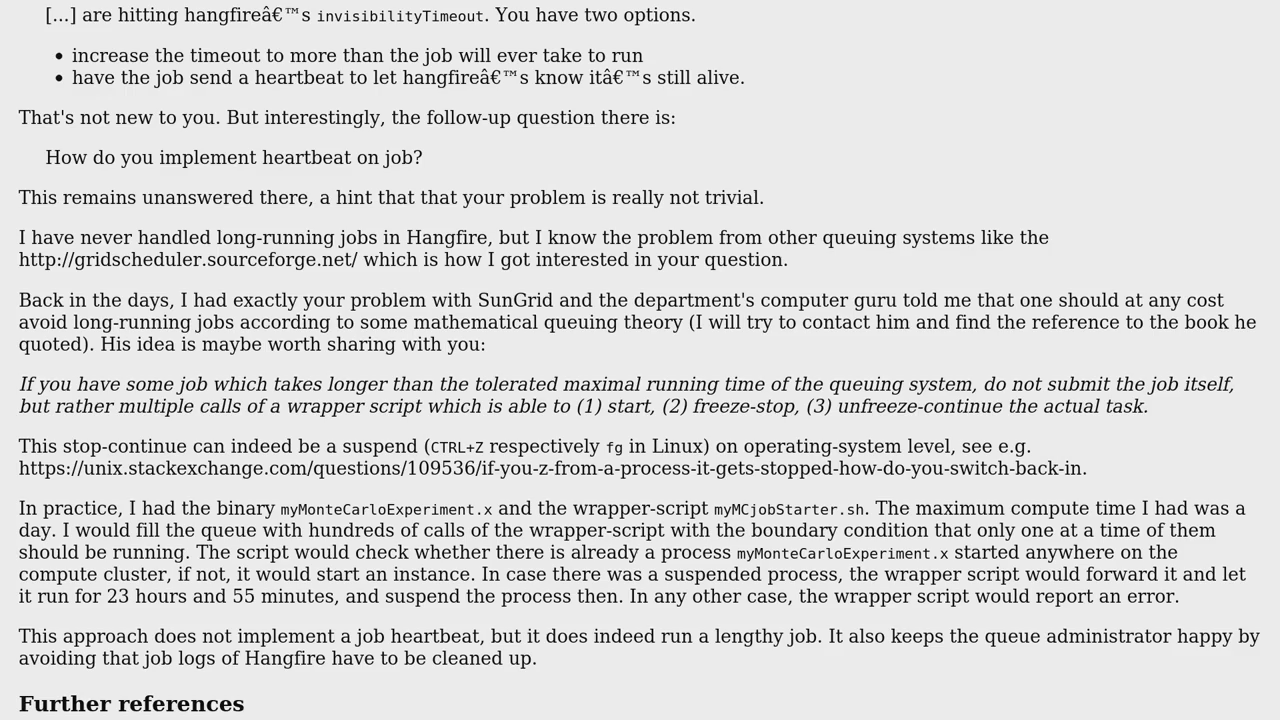 [...] are hitting hangfireâ€™s invisibilityTimeout. You have two options.
• increase the timeout to more than the job will ever take to run
• have the job send a heartbeat to let hangfireâ€™s know itâ€™s still alive.
That's not new to you. But interestingly, the follow-up question there is:
How do you implement heartbeat on job?
This remains unanswered there, a hint that that your problem is really not trivial.
I have never handled long-running jobs in Hangfire, but I know the problem from other queuing systems like the
http://gridscheduler.sourceforge.net/ which is how I got interested in your question.
Back in the days, I had exactly your problem with SunGrid and the department's computer guru told me that one should at any cost
avoid long-running jobs according to some mathematical queuing theory (I will try to contact him and find the reference to the book he
quoted). His idea is maybe worth sharing with you:
If you have some job which takes longer than the tolerated maximal running time of the queuing system, do not submit the job itself,
but rather multiple calls of a wrapper script which is able to (1) start, (2) freeze-stop, (3) unfreeze-continue the actual task.
This stop-continue can indeed be a suspend (CTRL+Z respectively fg in Linux) on operating-system level, see e.g.
https://unix.stackexchange.com/questions/109536/if-you-z-from-a-process-it-gets-stopped-how-do-you-switch-back-in.
In practice, I had the binary myMonteCarloExperiment.x and the wrapper-script myMCjobStarter.sh. The maximum compute time I had was a
day. I would fill the queue with hundreds of calls of the wrapper-script with the boundary condition that only one at a time of them
should be running. The script would check whether there is already a process myMonteCarloExperiment.x started anywhere on the
compute cluster, if not, it would start an instance. In case there was a suspended process, the wrapper script would forward it and let
it run for 23 hours and 55 minutes, and suspend the process then. In any other case, the wrapper script would report an error.
This approach does not implement a job heartbeat, but it does indeed run a lengthy job. It also keeps the queue administrator happy by
avoiding that job logs of Hangfire have to be cleaned up.
Further references